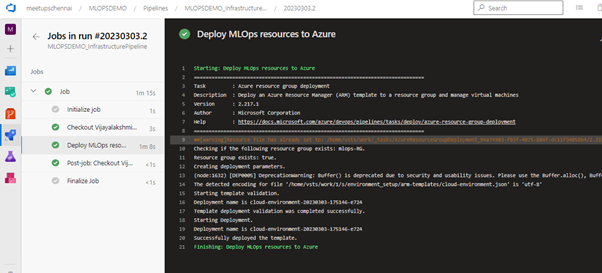 meetupschennai / MLOPSDEMO / Pipelines / MLOPSDEMO_Infrastructure... / 20230303.2
Search
M
Jobs in run #20230303.2
MLOPSDEMO_InfrastructurePipeline
Jobs
Job 1m 13s
Initialize job 1s
Checkout Vijayalakshmi... 3s
Deploy MLOps reso... 1m 8s
Post-job: Checkout Vij... <1s
Finalize Job <1s
Deploy MLOps resources to Azure
1 Starting: Deploy MLOps resources to Azure
2 ==============================================================================
3 Task : Azure resource group deployment
4 Description : Deploy an Azure Resource Manager (ARM) template to a resource group and manage virtual machines
5 Version : 2.217.1
6 Author : Microsoft Corporation
7 Help : https://docs.microsoft.com/azure/devops/pipelines/tasks/deploy/azure-resource-group-deployment
8 ==============================================================================
9
10 Checking if the following resource group exists: mlops-RG.
11 Resource group exists: true.
12 Creating deployment parameters.
13 (node:1632) [DEP0005] DeprecationWarning: Buffer() is deprecated due to security and usability issues. Please use the Buffer.alloc(),
14 The detected encoding for file '/home/vsts/work/1/s/environment_setup/arm-templates/cloud-environment.json' is 'utf-8'
15 Starting template validation.
16 Deployment name is cloud-environment-20230303-175146-e724
17 Template deployment validation was completed successfully.
18 Starting Deployment.
19 Deployment name is cloud-environment-20230303-175146-e724
20 Successfully deployed the template.
21 Finishing: Deploy MLOps resources to Azure